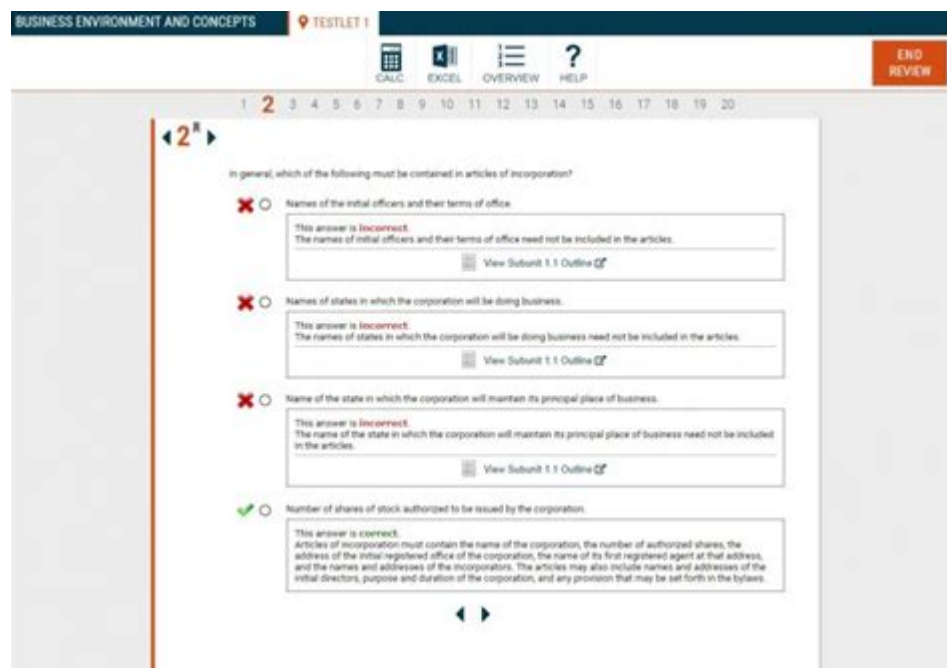 BUSINESS ENVIRONMENT AND CONCEPTS
TESTLET 1
CALC
EXCEL
OVERVIEW
HELP
END
REVIEW
1 2 3 4 5 6 7 8 9 10 11 12 13 14 15 16 17 18 19 20
2
In general, which of the following must be contained in articles of incorporation?
Names of the initial officers and their terms of office.
This answer is incorrect.
The names of initial officers and their terms of office need not be included in the articles.
View Subunit 1.1 Outline
Names of states in which the corporation will be doing business.
This answer is incorrect.
The names of states in which the corporation will be doing business need not be included in the articles.
View Subunit 1.1 Outline
Name of the state in which the corporation will maintain its principal place of business.
This answer is incorrect.
The name of the state in which the corporation will maintain its principal place of business need not be included
in the articles.
View Subunit 1.1 Outline
Number of shares of stock authorized to be issued by the corporation.
This answer is correct.
Articles of incorporation must contain the name of the corporation, the number of authorized shares, the
address of the initial registered office of the corporation, the name of its first registered agent at that address,
and the names and addresses of the incorporators. The articles may also include names and addresses of the
initial directors, purpose and duration of the corporation, and any provision that may be set forth in the bylaws.